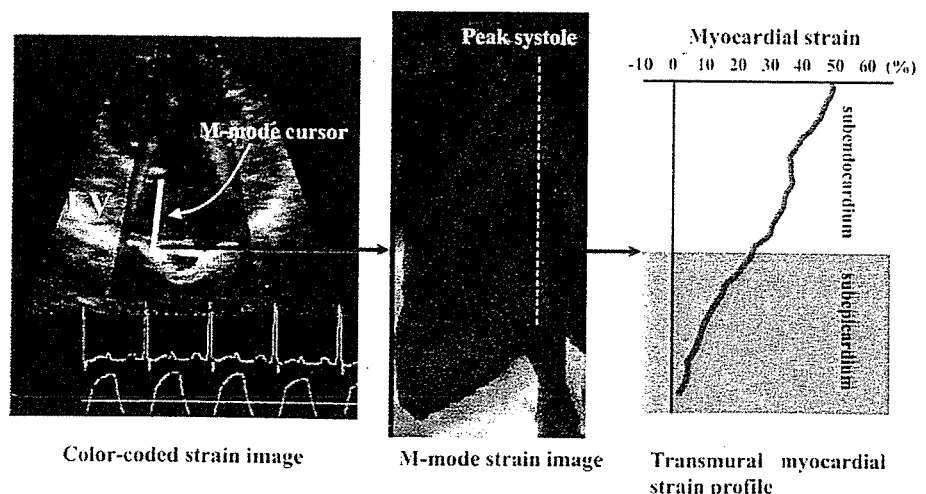 Peak systole
M-mode cursor
LV
Myocardial strain
-10 0 10 20 30 40 50 60 (%)
subendocardium
subepicardium
Color-coded strain image
M-mode strain image
Transmural myocardial
strain profile